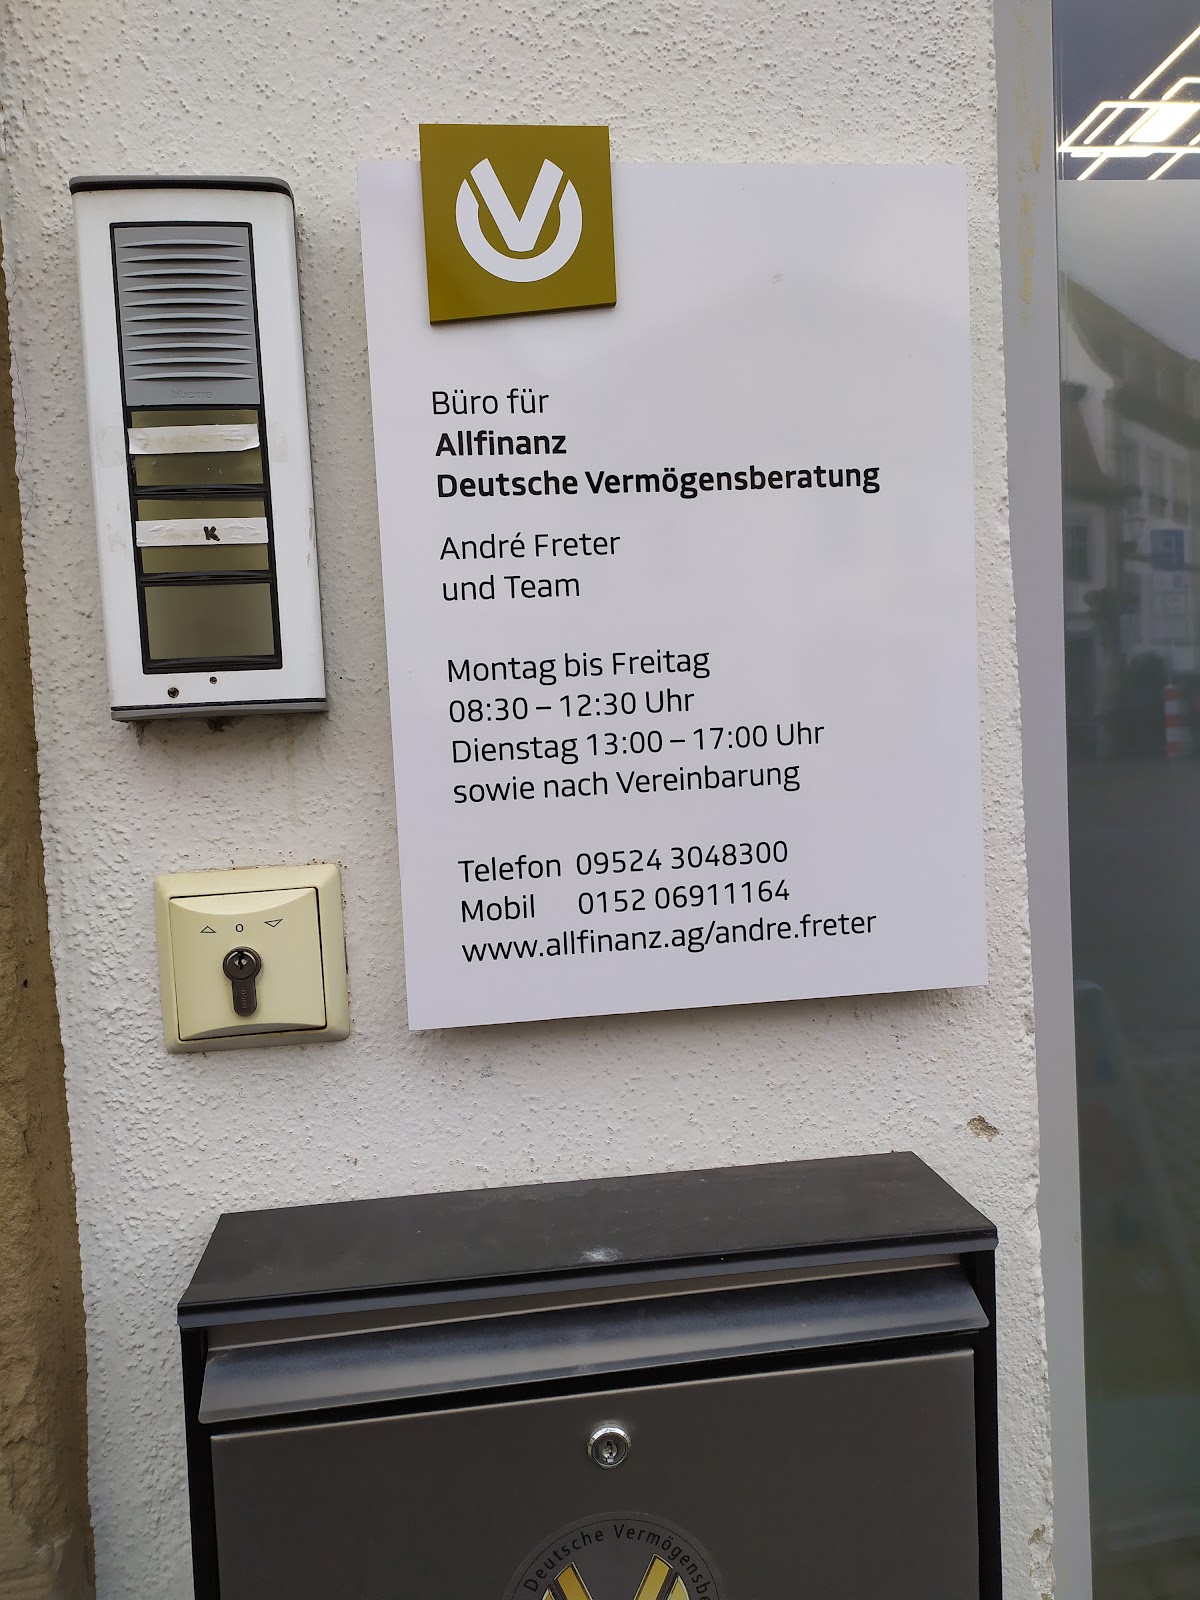 Büro für
Allfinanz
Deutsche Vermögensberatung
André Freter
und Team
Montag bis Freitag
08:30 – 12:30 Uhr
Dienstag 13:00 – 17:00 Uhr
sowie nach Vereinbarung
Telefon 09524 3048300
Mobil 0152 06911164
www.allfinanz.ag/andre.freter
K
0
Deutsche Vermögensb